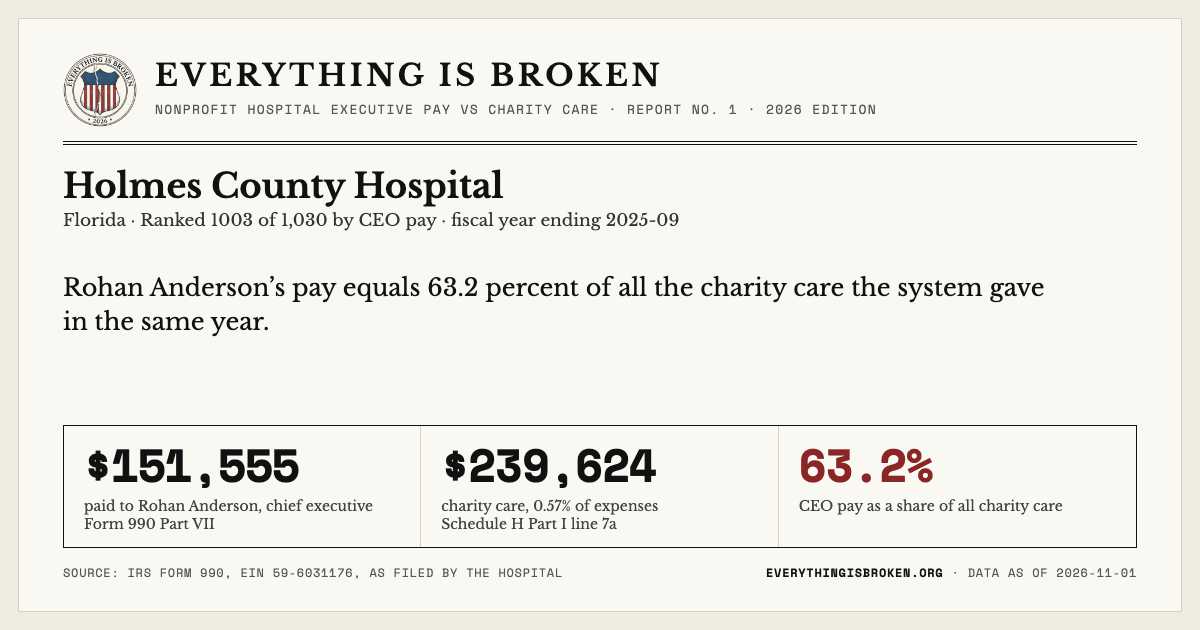 EVERYTHING IS BROKEN
· 2026 ·
EVERYTHING IS BROKEN
NONPROFIT HOSPITAL EXECUTIVE PAY VS CHARITY CARE · REPORT NO. 1 · 2026 EDITION
Holmes County Hospital
Florida · Ranked 1003 of 1,030 by CEO pay · fiscal year ending 2025-09
Rohan Anderson’s pay equals 63.2 percent of all the charity care the system gave
in the same year.
$151,555
paid to Rohan Anderson, chief executive
Form 990 Part VII
$239,624
charity care, 0.57% of expenses
Schedule H Part I line 7a
63.2%
CEO pay as a share of all charity care
SOURCE: IRS FORM 990, EIN 59-6031176, AS FILED BY THE HOSPITAL
EVERYTHINGISBROKEN.ORG · DATA AS OF 2026-11-01